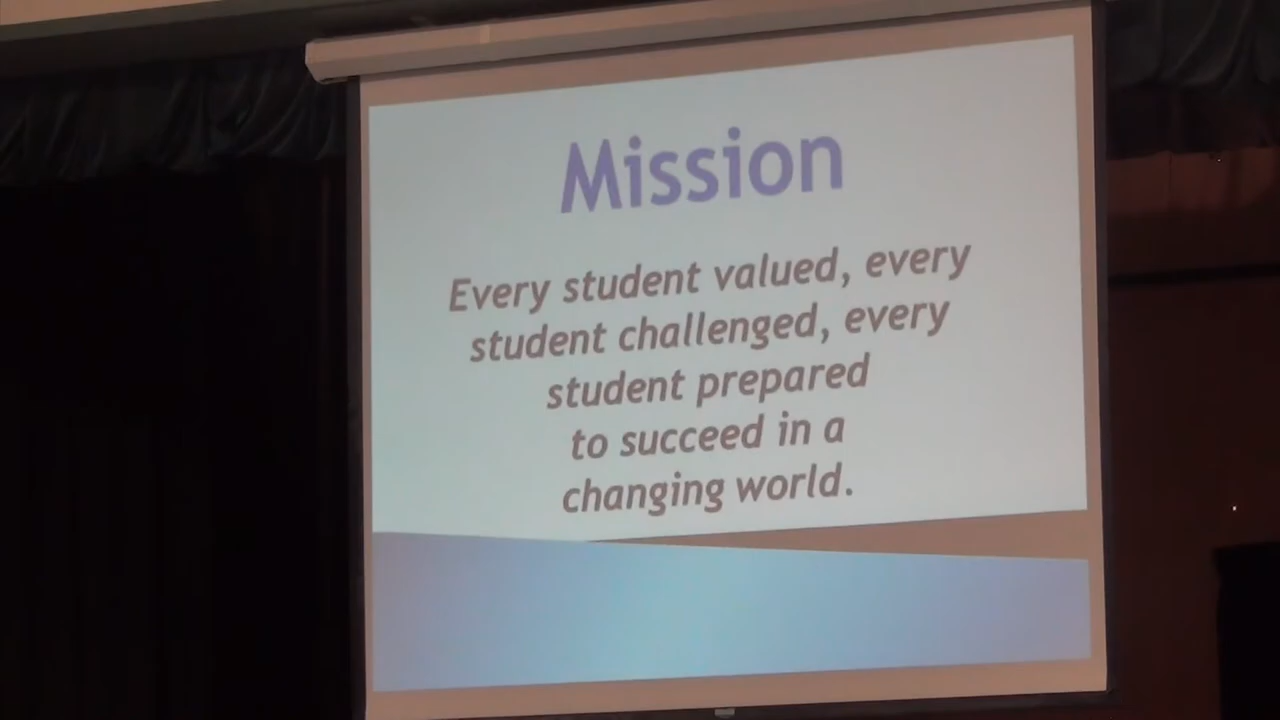 Mission
Every student valued, every
student challenged, every
student prepared
to succeed in a
changing world.